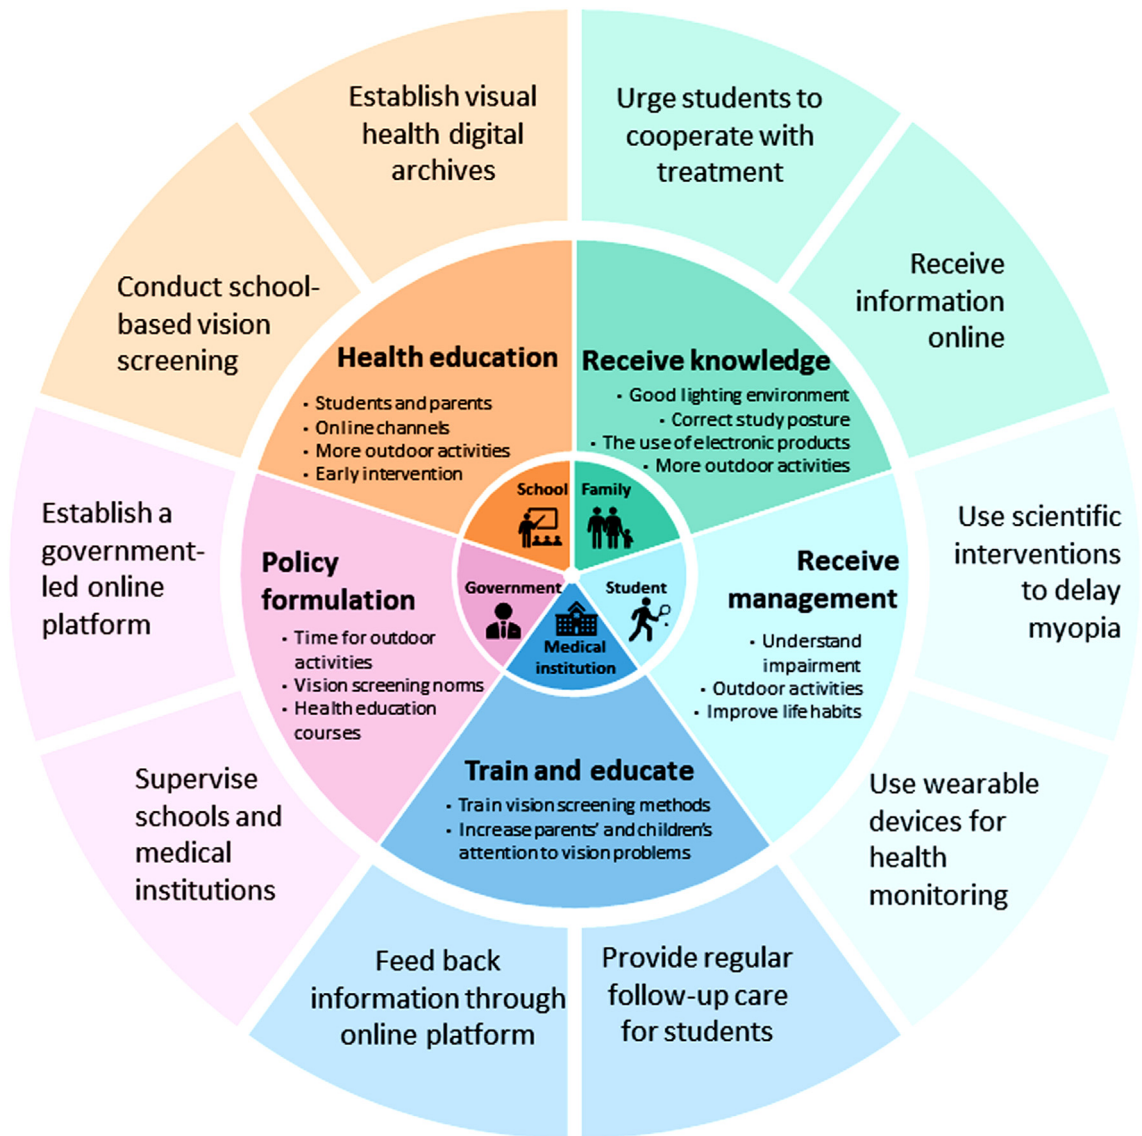 Establish visual
health digital
archives
Urge students to
cooperate with
treatment
Conduct school-
based vision
screening
Receive
information
online
Health education
• Students and parents
• Online channels
• More outdoor activities
• Early intervention
Receive knowledge
• Good lighting environment
• Correct study posture
• The use of electronic products
• More outdoor activities
School
Family
Government
Student
Medical
institution
Establish a
government-
led online
platform
Policy
formulation
• Time for outdoor
activities
• Vision screening norms
• Health education
courses
Receive
management
• Understand
impairment
• Outdoor activities
• Improve life habits
Use scientific
interventions
to delay
myopia
Supervise
schools and
medical
institutions
Train and educate
• Train vision screening methods
• Increase parents' and children's
attention to vision problems
Use wearable
devices for
health
monitoring
Feed back
information through
online platform
Provide regular
follow-up care
for students